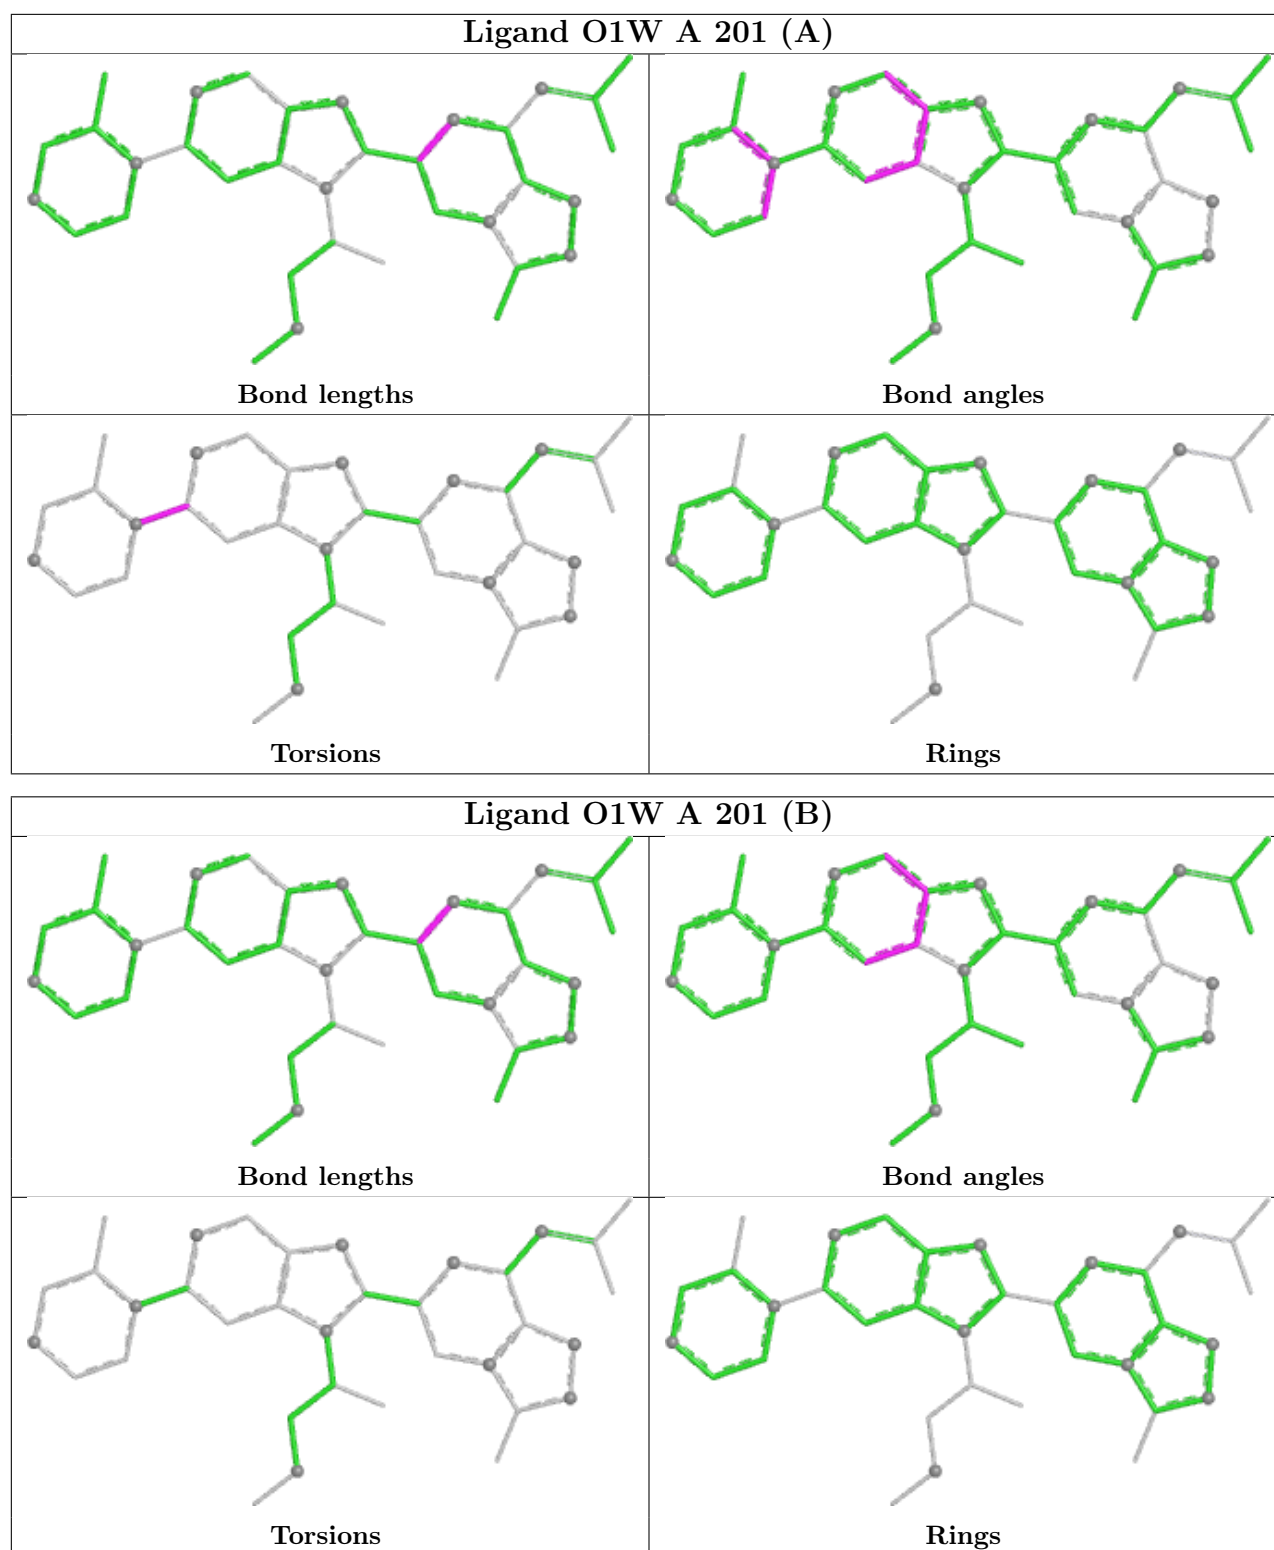 Ligand O1W A 201 (A)
Bond lengths
Bond angles
Torsions
Rings
Ligand O1W A 201 (B)
Bond lengths
Bond angles
Torsions
Rings